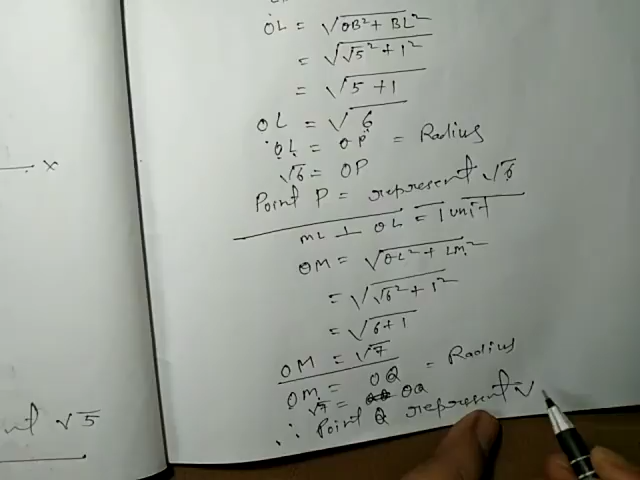 OL = √OB² + BL²
= √√5² + 1²
= √5 + 1
OL = √6
OL = OP = Radius
x
√6 = OP
Point P = represent √6
ML ⊥ OL = 1 unit
OM = √OL² + LM²
= √√6² + 1²
= √6+1
OM = √7
OM = OQ = Radius
√7 = OQ
∴ Point Q represent √
√5